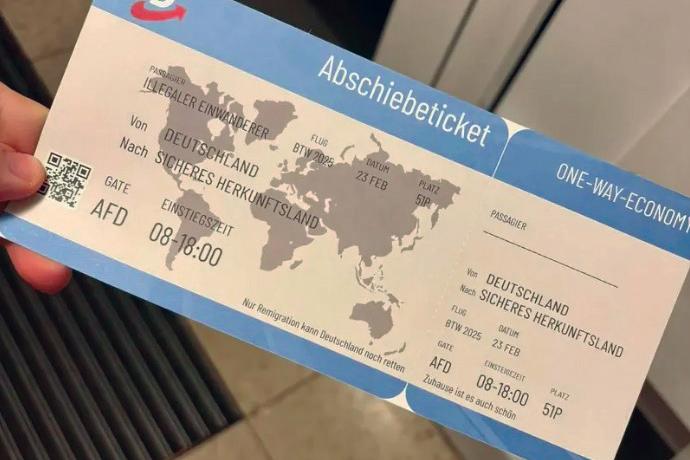 Abschiebeticket
PASSAGIER
ILLEGALER EINWANDERER
Von DEUTSCHLAND
Nach SICHERES HERKUNFTSLAND
FLUG
BTW 2025
DATUM
23 FEB
PLATZ
51P
GATE
AFD
EINSTIEGSZEIT
08-18:00
Nur Remigration kann Deutschland noch retten
ONE-WAY-ECONOMY
PASSAGIER
Von DEUTSCHLAND
Nach SICHERES HERKUNFTSLAND
FLUG
BTW 2025
DATUM
23 FEB
GATE
AFD
EINSTIEGSZEIT
08-18:00
PLATZ
51P
Zuhause ist es auch schön